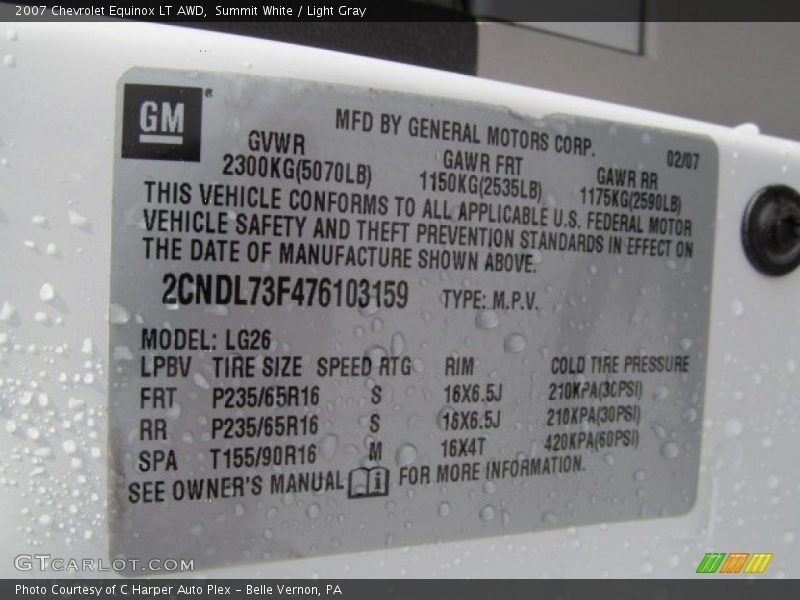 2007 Chevrolet Equinox LT AWD,  Summit White / Light Gray
GM
MFD BY GENERAL MOTORS CORP.
02/07
GVWR GAWR FRT GAWR RR
2300KG(5070LB) 1150KG(2535LB) 1175KG(2590LB)
THIS VEHICLE CONFORMS TO ALL APPLICABLE U.S. FEDERAL MOTOR
VEHICLE SAFETY AND THEFT PREVENTION STANDARDS IN EFFECT ON
THE DATE OF MANUFACTURE SHOWN ABOVE.
2CNDL73F476103159 TYPE: M.P.V.
MODEL: LG26
LPBV TIRE SIZE SPEED RTG RIM COLD TIRE PRESSURE
FRT P235/65R16 S 16X6.5J 210KPA(30PSI)
RR P235/65R16 S 16X6.5J 210KPA(30PSI)
SPA T155/90R16 M 16X4T 420KPA(60PSI)
SEE OWNER'S MANUAL i FOR MORE INFORMATION.
GTCARLOT.COM
Photo Courtesy of C Harper Auto Plex - Belle Vernon, PA